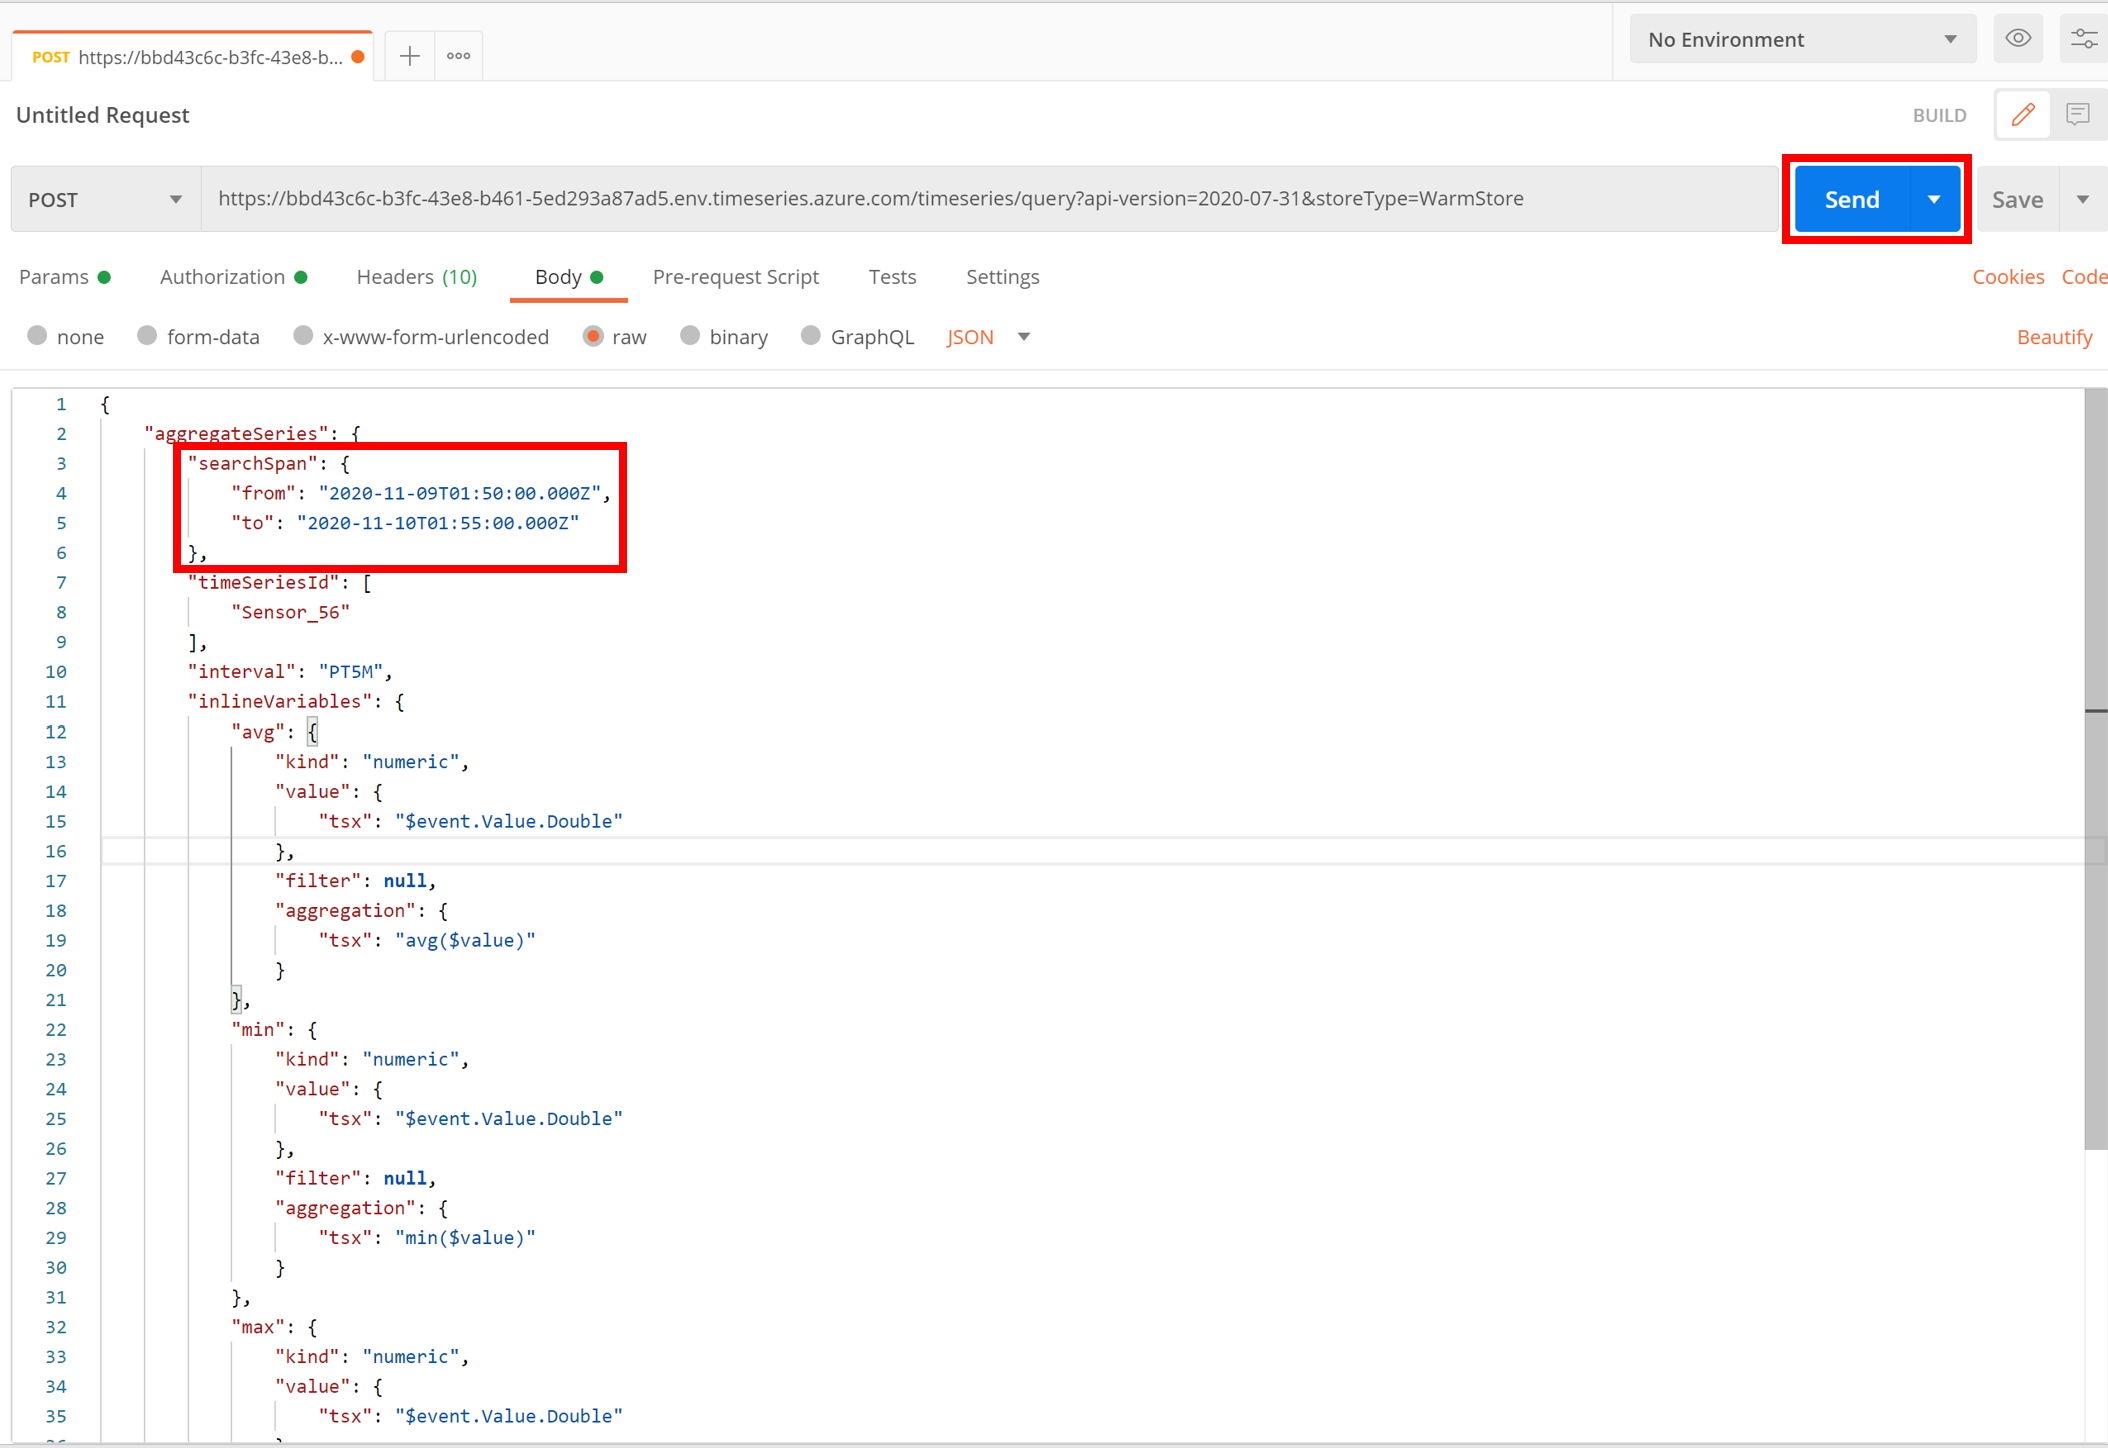 POST https://bbd43c6c-b3fc-43e8-b...
No Environment
Untitled Request
BUILD
POST
https://bbd43c6c-b3fc-43e8-b461-5ed293a87ad5.env.timeseries.azure.com/timeseries/query?api-version=2020-07-31&storeType=WarmStore
Send
Save
Params Authorization Headers (10) Body Pre-request Script Tests Settings Cookies Code
none form-data x-www-form-urlencoded raw binary GraphQL JSON Beautify
1 {
2 "aggregateSeries": {
3 "searchSpan": {
4 "from": "2020-11-09T01:50:00.000Z",
5 "to": "2020-11-10T01:55:00.000Z"
6 },
7 "timeSeriesId": [
8 "Sensor_56"
9 ],
10 "interval": "PT5M",
11 "inlineVariables": {
12 "avg": {
13 "kind": "numeric",
14 "value": {
15 "tsx": "$event.Value.Double"
16 },
17 "filter": null,
18 "aggregation": {
19 "tsx": "avg($value)"
20 }
21 },
22 "min": {
23 "kind": "numeric",
24 "value": {
25 "tsx": "$event.Value.Double"
26 },
27 "filter": null,
28 "aggregation": {
29 "tsx": "min($value)"
30 }
31 },
32 "max": {
33 "kind": "numeric",
34 "value": {
35 "tsx": "$event.Value.Double"